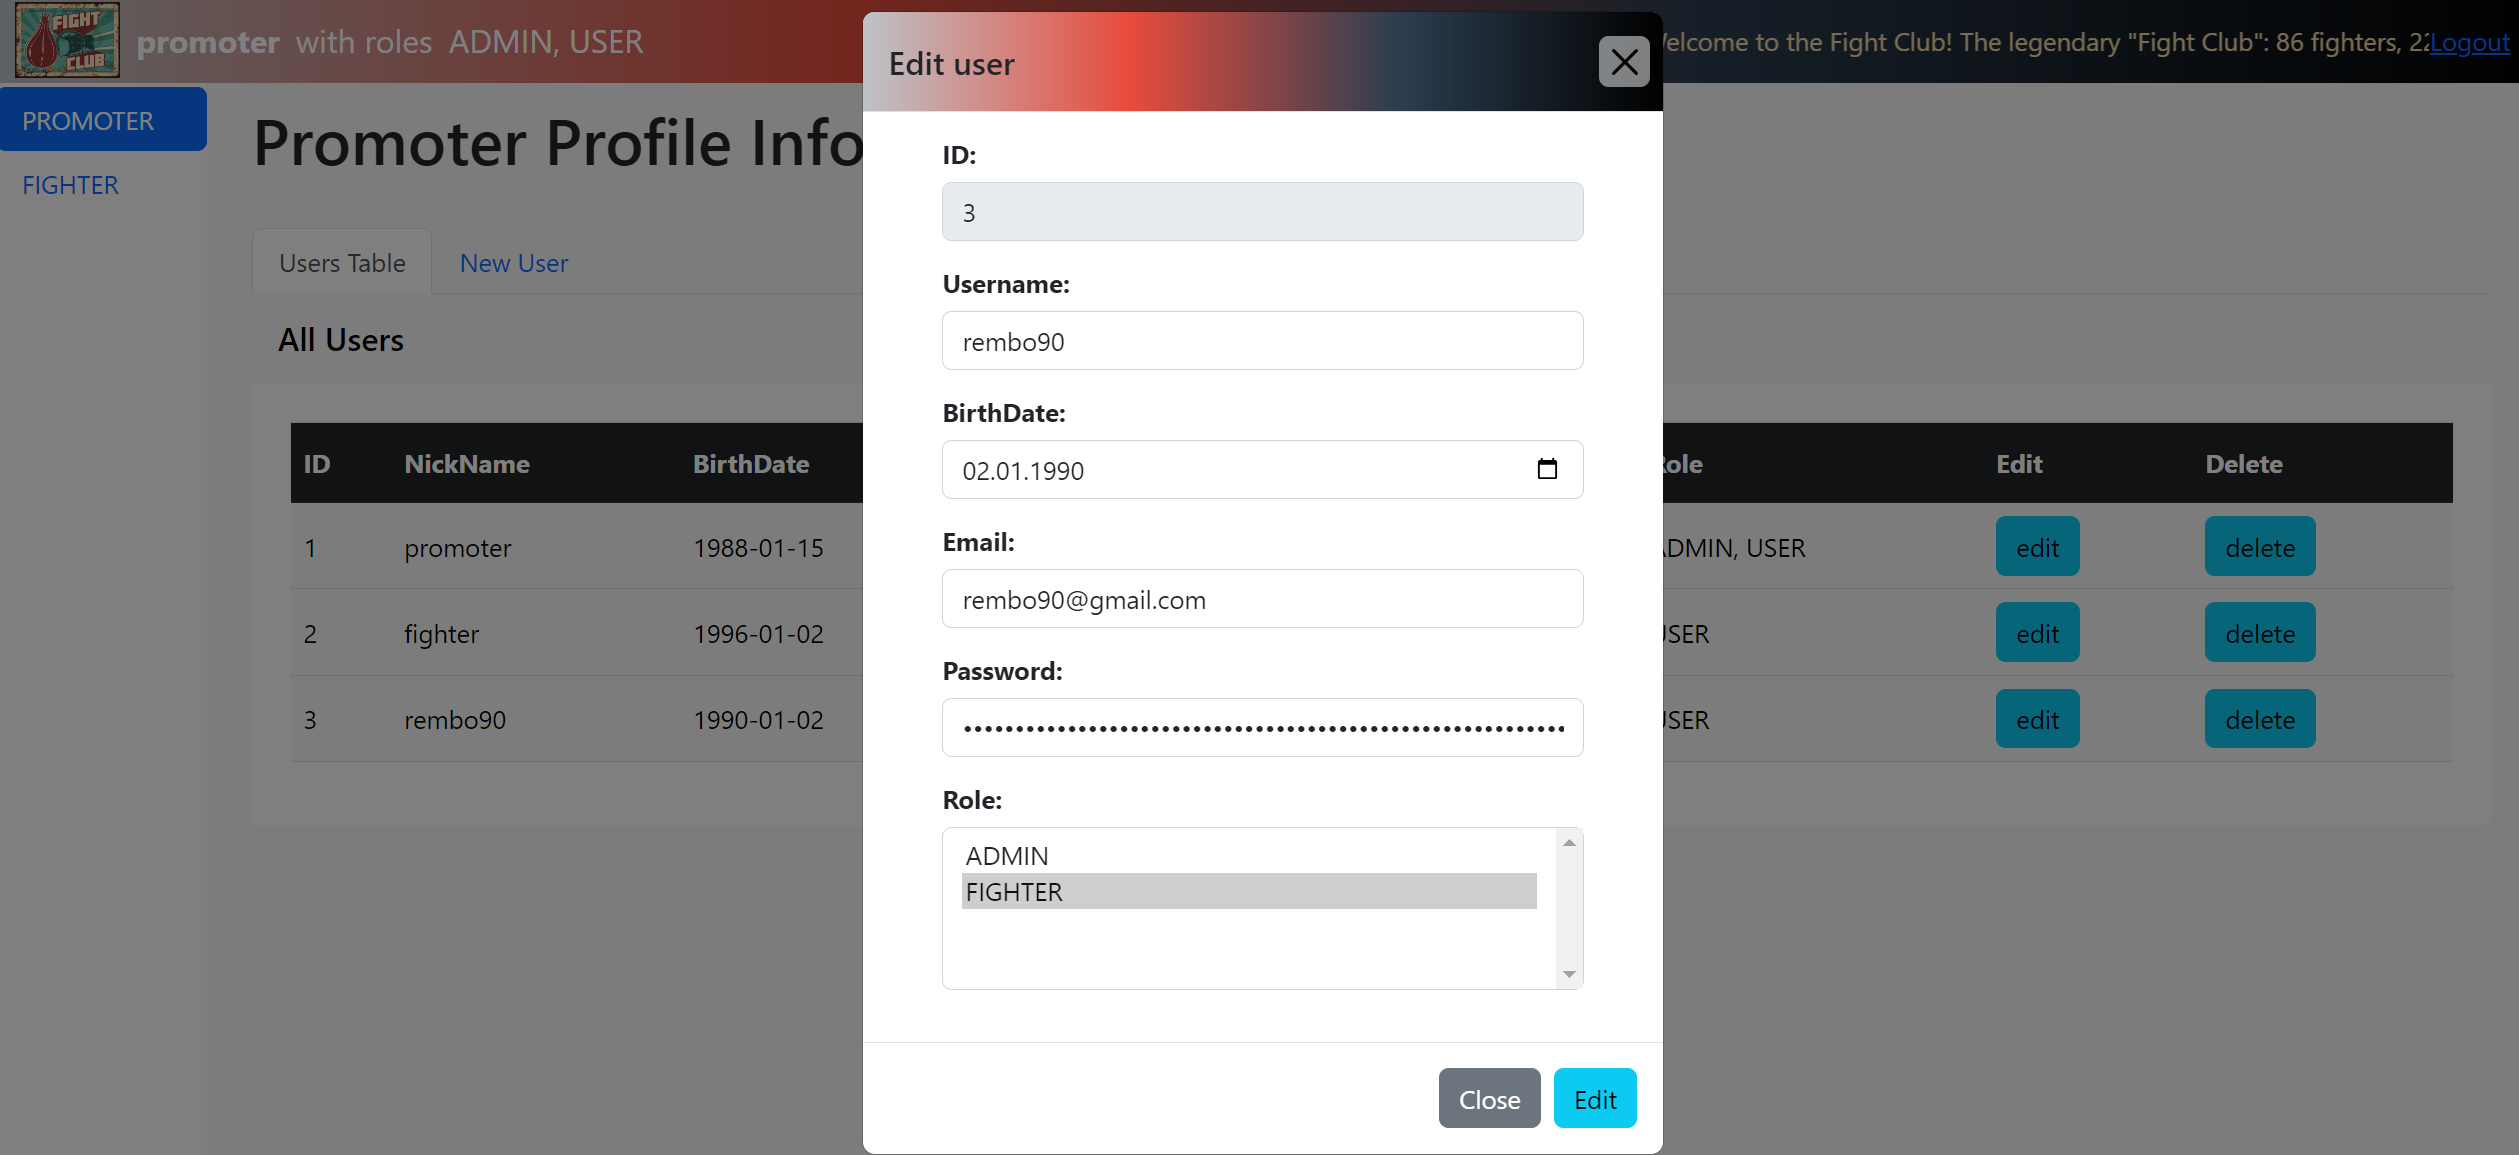 FIGHT
CLUB
promoter with roles ADMIN, USER
elcome to the Fight Club! The legendary "Fight Club": 86 fighters, 22
Logout
PROMOTER
FIGHTER
Promoter Profile Info
Users Table
New User
All Users
ID NickName BirthDate ole Edit Delete
1 promoter 1988-01-15 ADMIN, USER edit delete
2 fighter 1996-01-02 USER edit delete
3 rembo90 1990-01-02 USER edit delete
Edit user
ID:
3
Username:
rembo90
BirthDate:
02.01.1990
Email:
rembo90@gmail.com
Password:
Role:
ADMIN
FIGHTER
Close
Edit